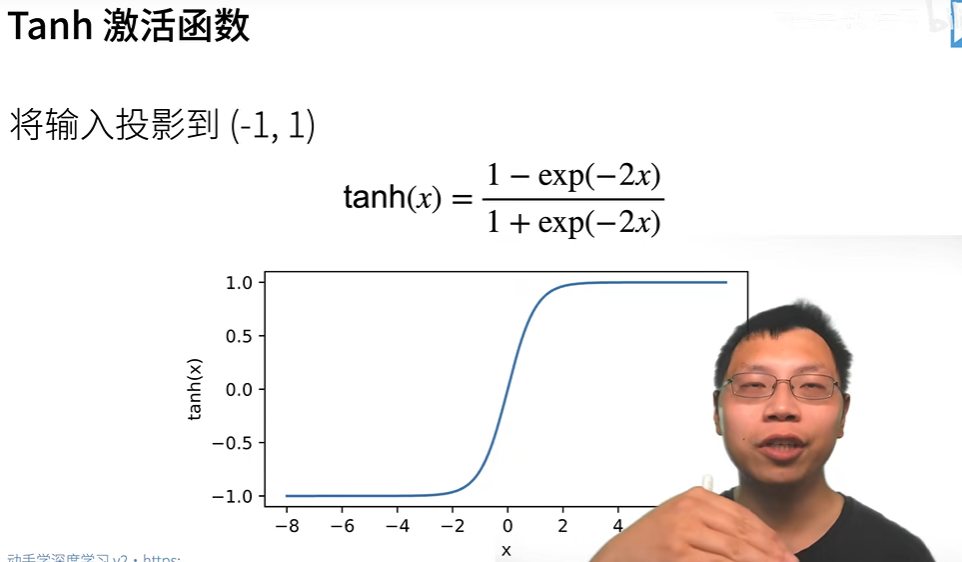 Tanh 激活函数
将输入投影到 (-1, 1)
tanh(x) = (1 − exp(−2x)) / (1 + exp(−2x))
1.0
0.5
0.0
−0.5
−1.0
tanh(x)
−8 −6 −4 −2 0 2 4
x
动手学深度学习 v2 · https: